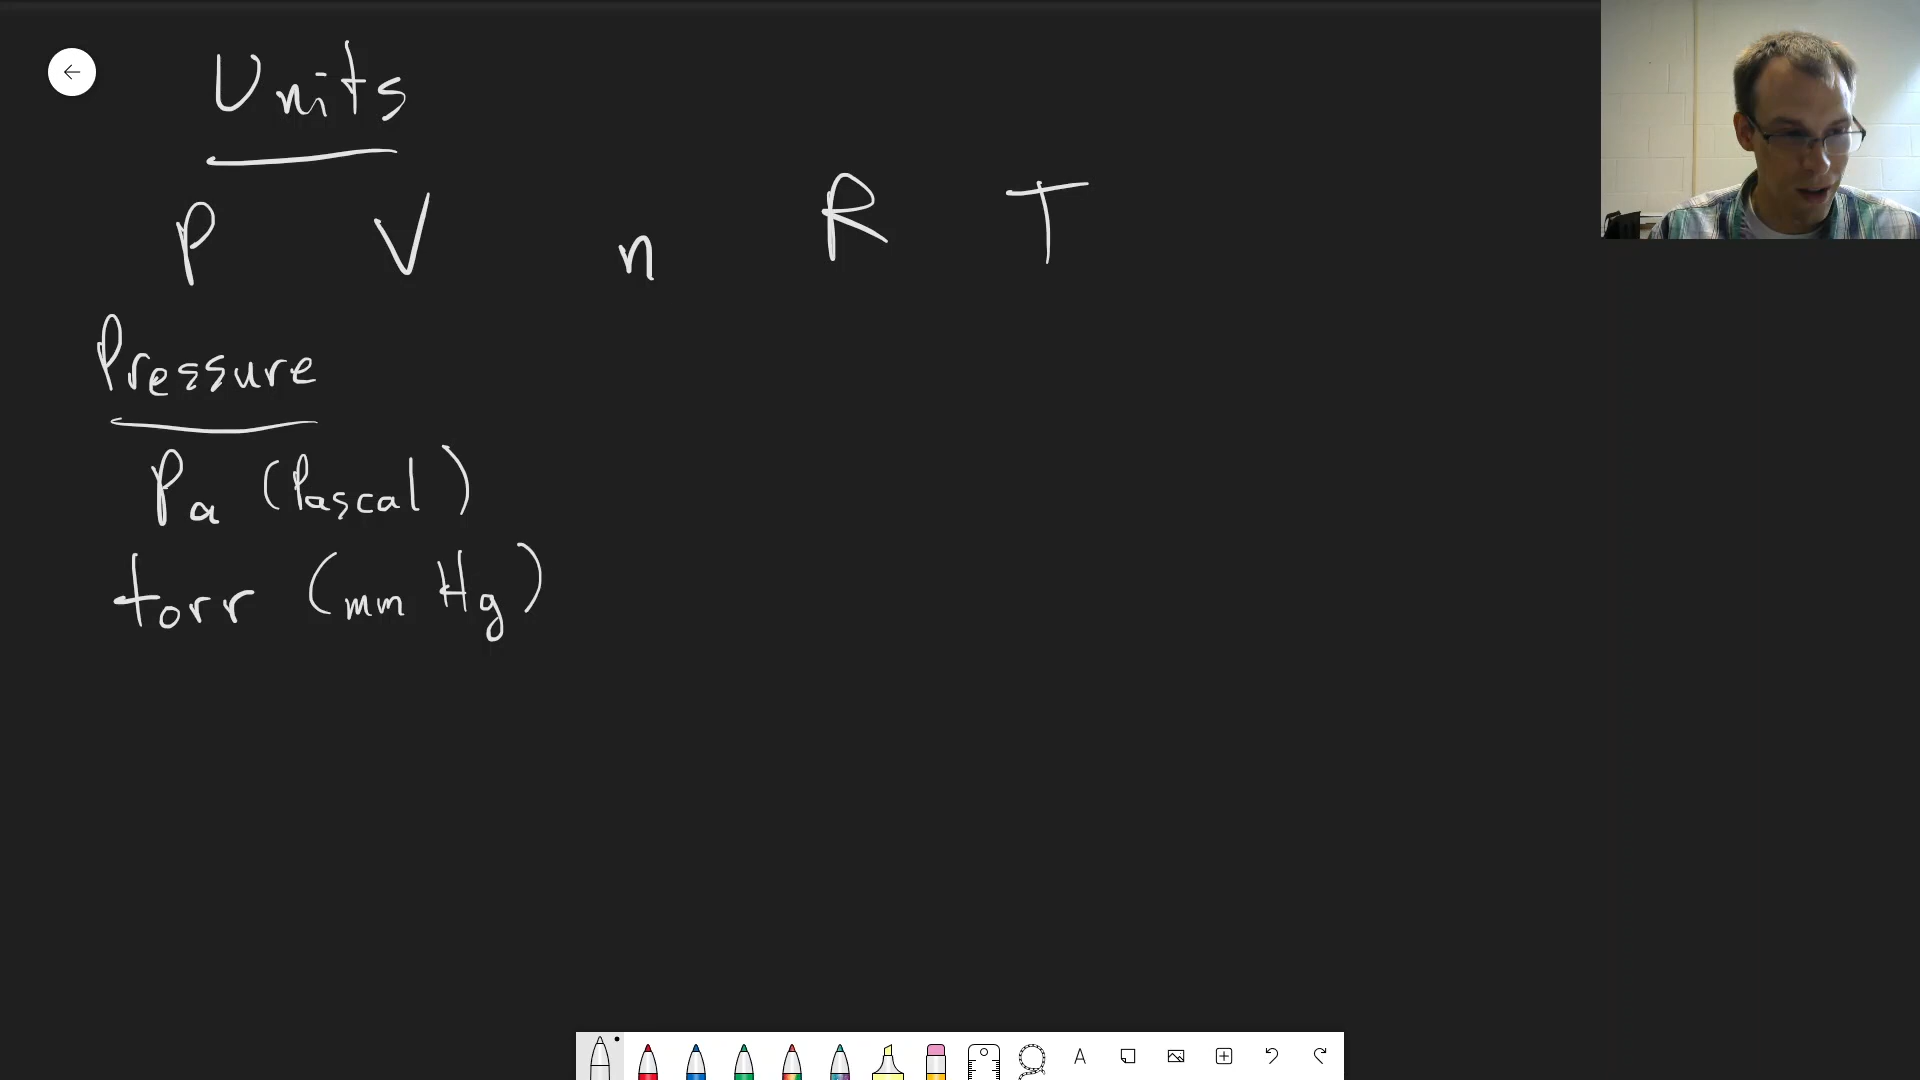 Units
P V n R T
Pressure
Pa (Pascal)
torr (mm Hg)
A